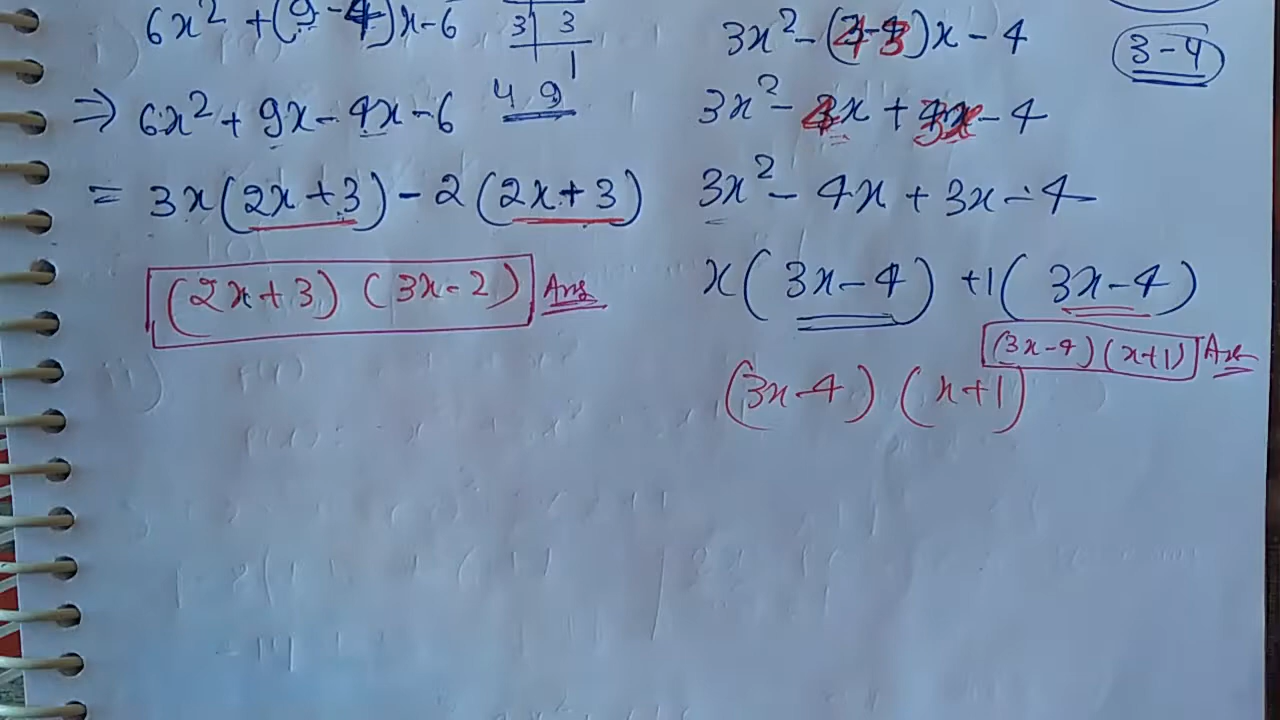 6x² + (9 - 4)x - 6
3 | 3
1
⇒ 6x² + 9x - 4x - 6
4 9
= 3x(2x + 3) - 2(2x + 3)
(2x + 3) (3x - 2) Ans
3x² - (4-3)x - 4
3 - 4
3x² - 4x + 3x - 4
3x² - 4x + 3x - 4
x(3x - 4) + 1(3x - 4)
(3x - 4) (x + 1) Ans
(3x - 4) (x + 1)